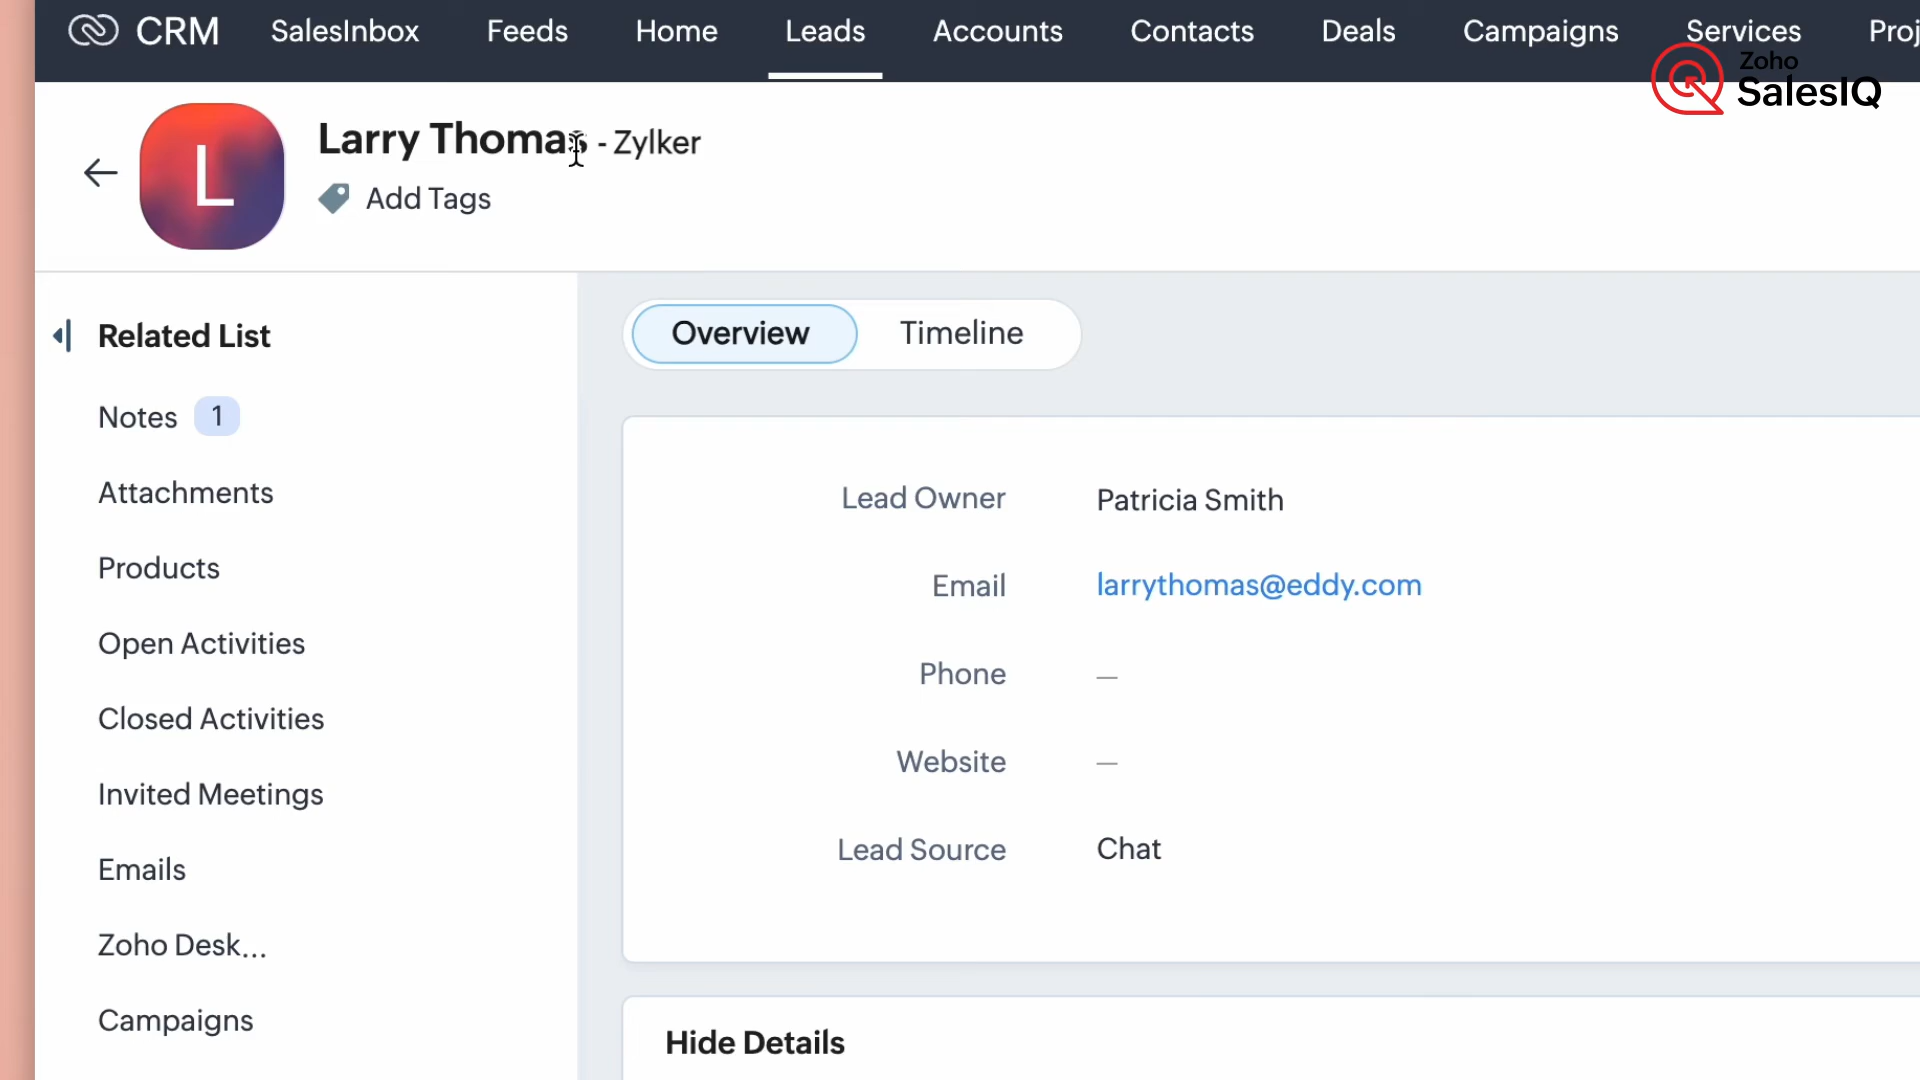 CRM SalesInbox Feeds Home Leads Accounts Contacts Deals Campaigns Services
Zoho
SalesIQ
L
Larry Thomas - Zylker
Add Tags
Related List
Notes 1
Attachments
Products
Open Activities
Closed Activities
Invited Meetings
Emails
Zoho Desk...
Campaigns
Overview Timeline
Lead Owner Patricia Smith
Email larrythomas@eddy.com
Phone —
Website —
Lead Source Chat
Hide Details